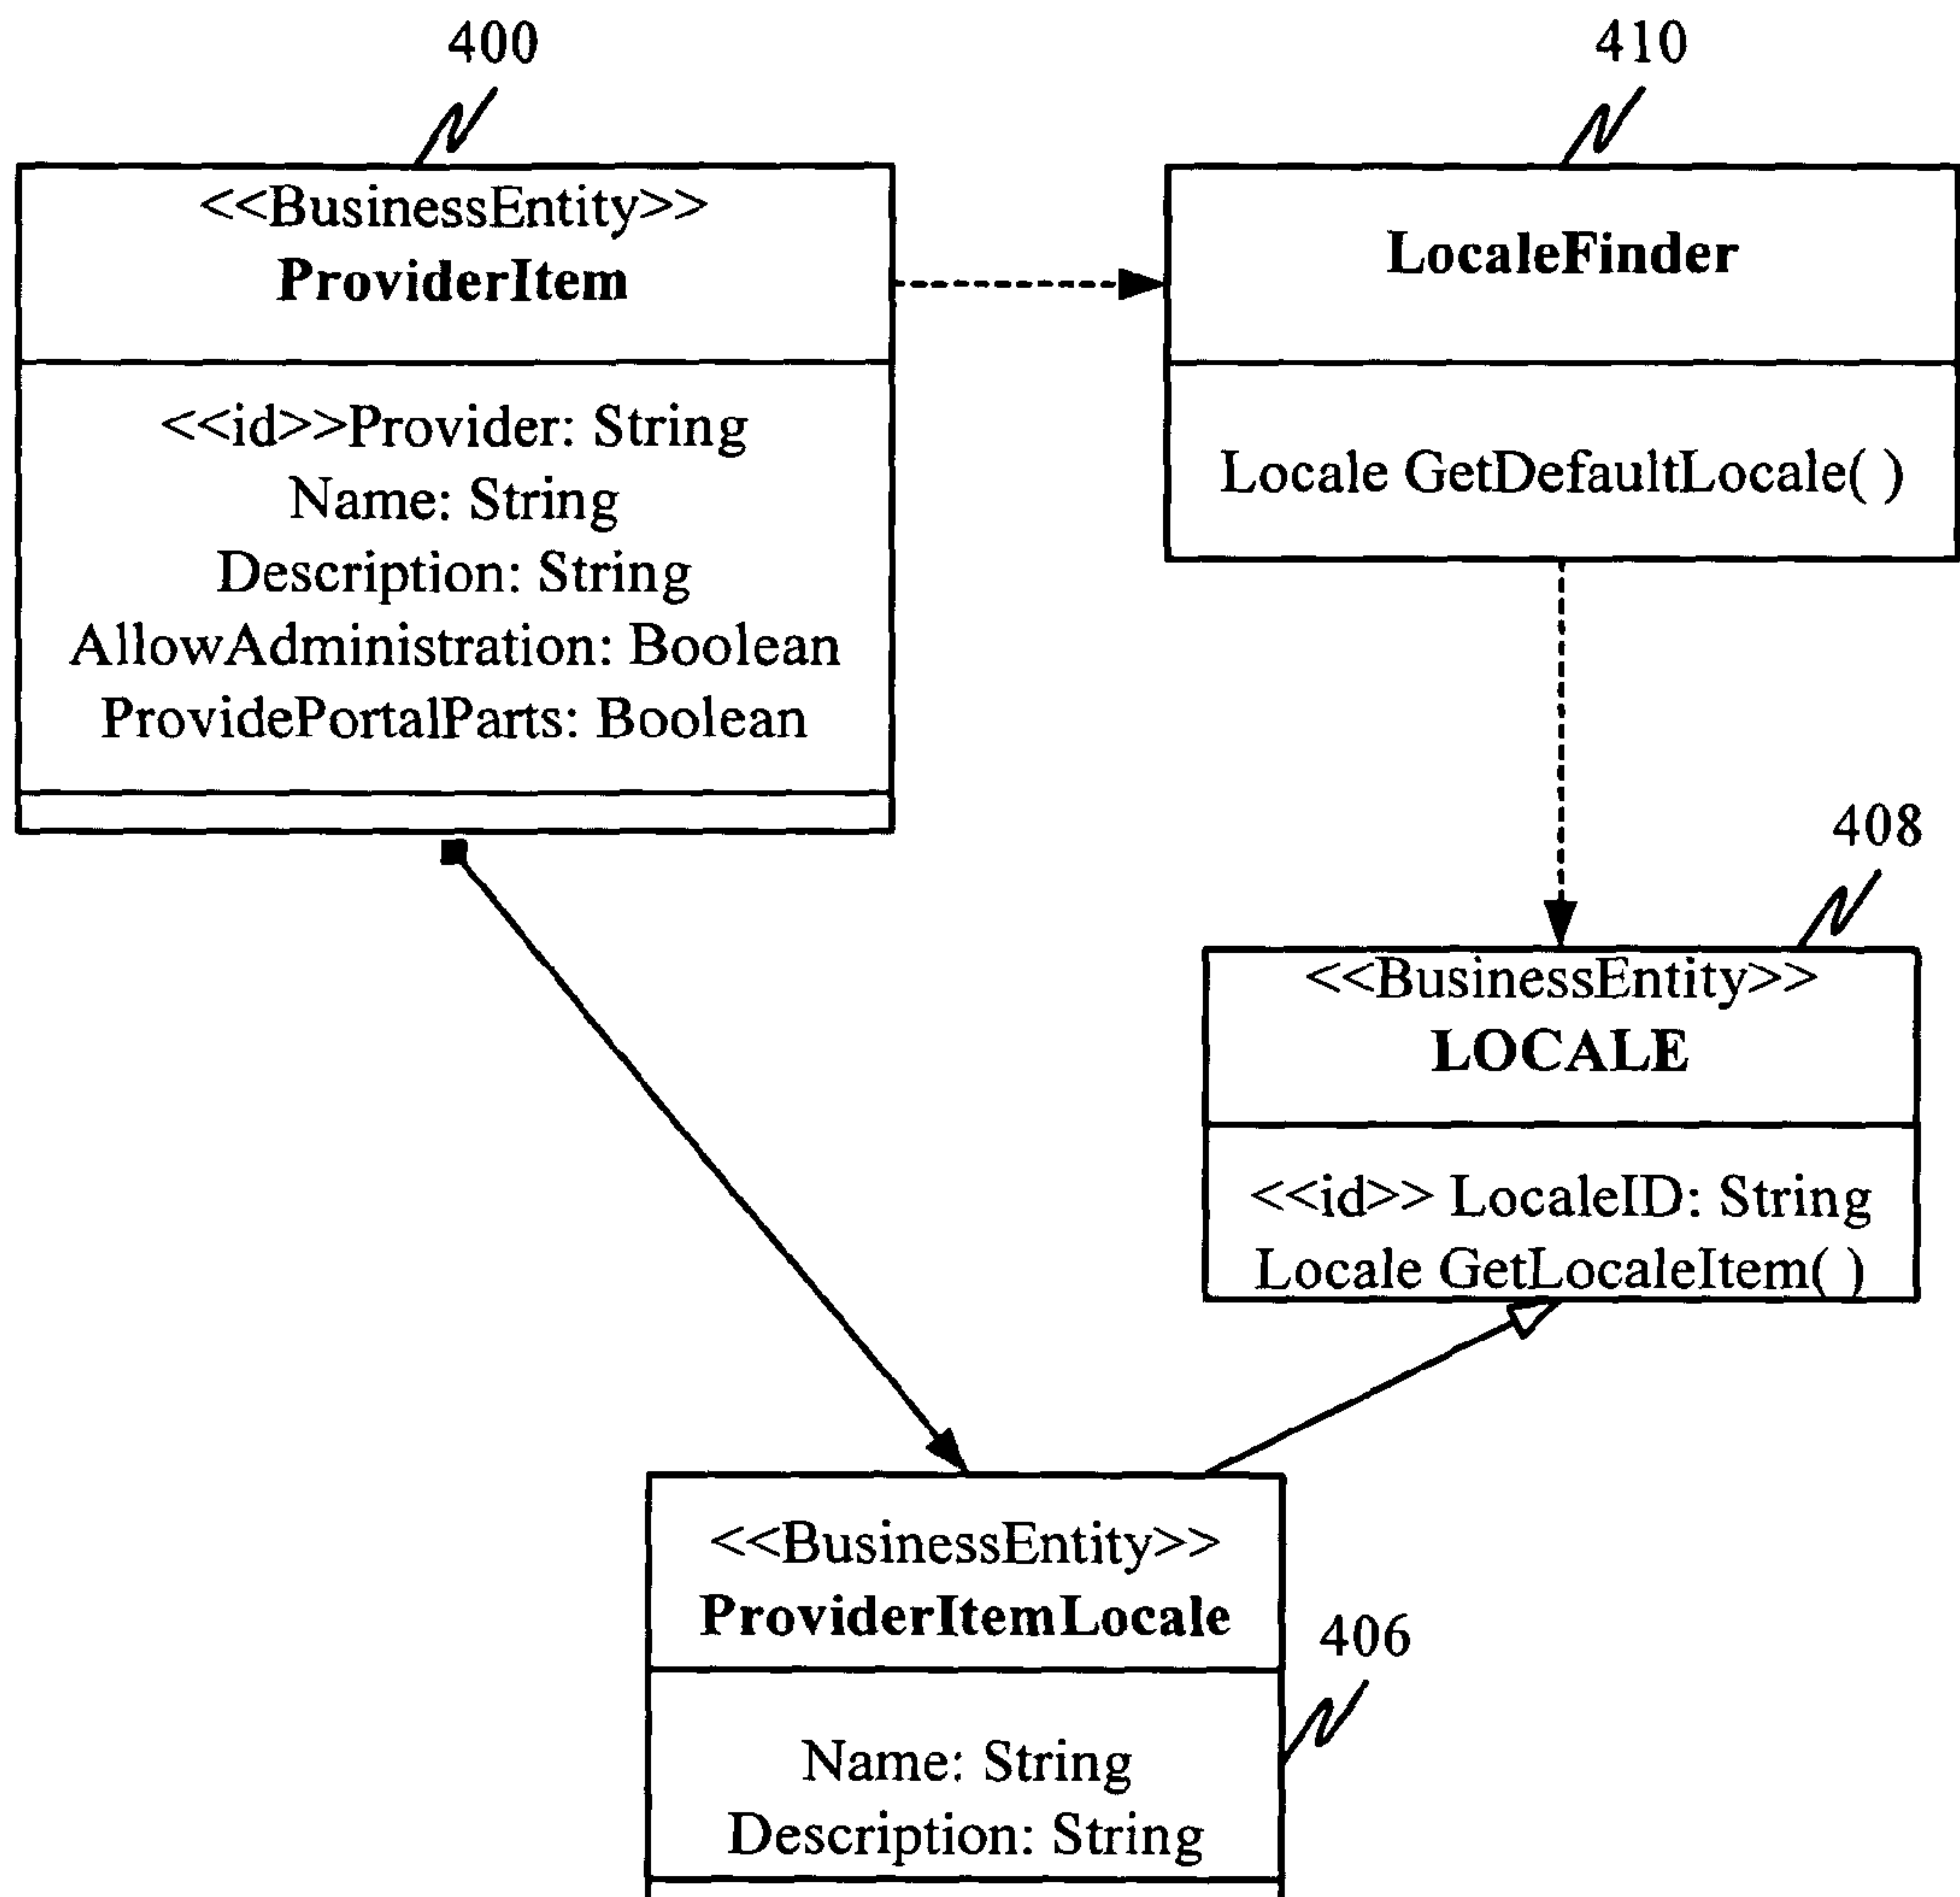 400
<<BusinessEntity>>
ProviderItem
<<id>>Provider: String
Name: String
Description: String
AllowAdministration: Boolean
ProvidePortalParts: Boolean
410
LocaleFinder
Locale GetDefaultLocale( )
408
<<BusinessEntity>>
LOCALE
<<id>> LocaleID: String
Locale GetLocaleItem( )
<<BusinessEntity>>
ProviderItemLocale
406
Name: String
Description: String